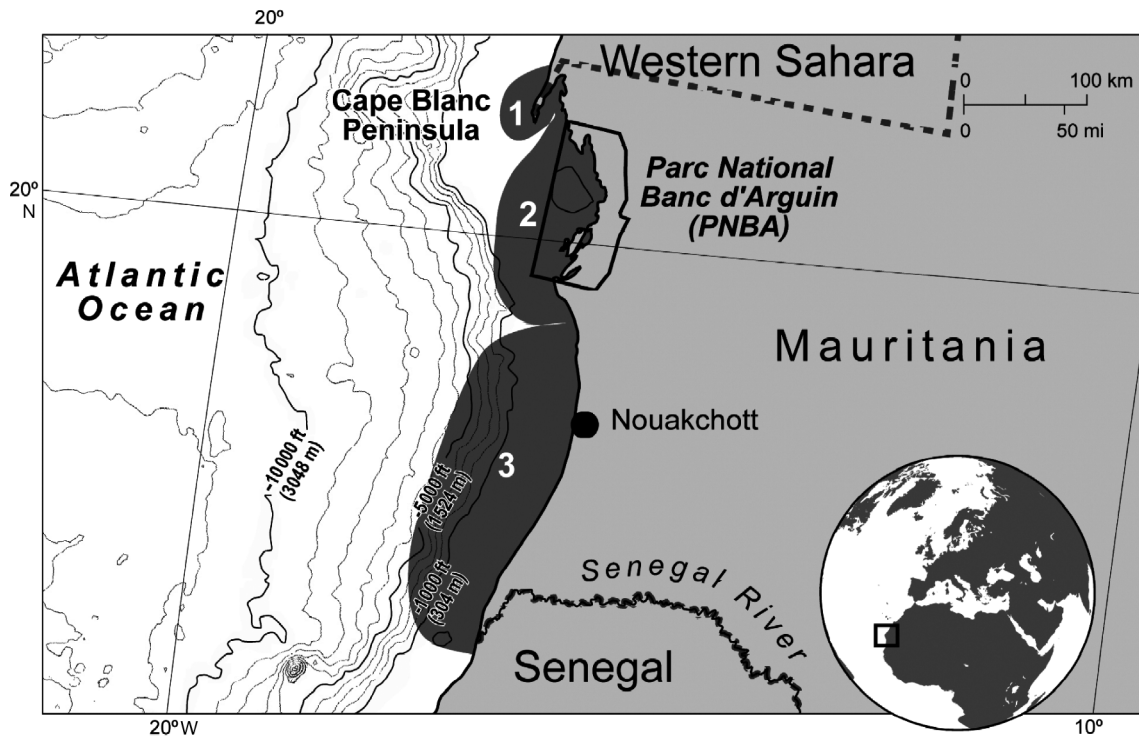 20º
Western Sahara
0 100 km
0 50 mi
Cape Blanc
Peninsula
1
Parc National
Banc d'Arguin
(PNBA)
20º
N
2
Atlantic
Ocean
Mauritania
Nouakchott
-10000 ft
(3048 m)
3
-5000 ft
(1524 m)
-1000 ft
(304 m)
Senegal River
Senegal
20ºW
10º